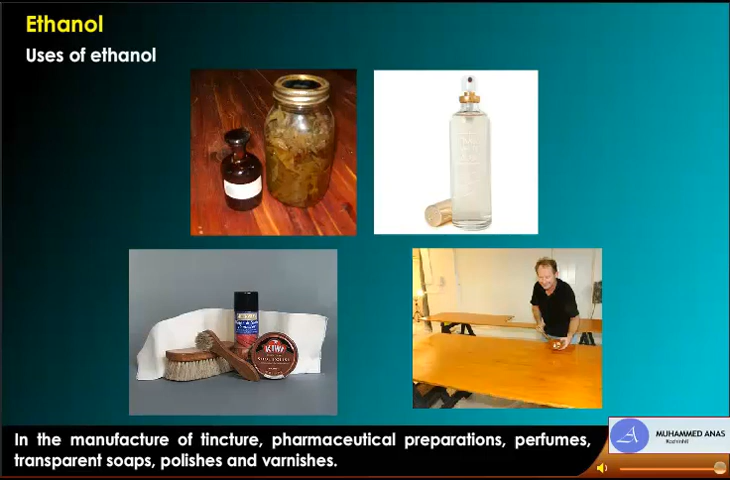 Ethanol
Uses of ethanol
KIWI
In the manufacture of tincture, pharmaceutical preparations, perfumes,
transparent soaps, polishes and varnishes.
A
MUHAMMED ANAS